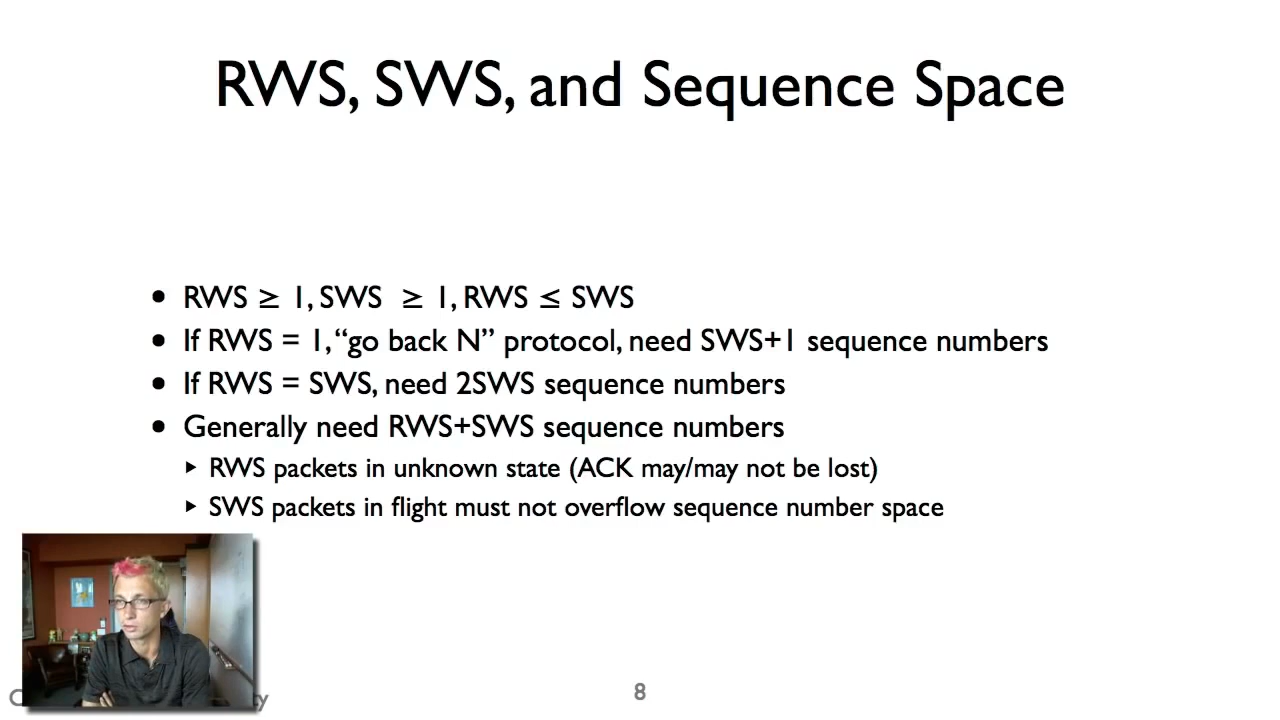 RWS, SWS, and Sequence Space
• RWS ≥ 1, SWS ≥ 1, RWS ≤ SWS
• If RWS = 1, “go back N” protocol, need SWS+1 sequence numbers
• If RWS = SWS, need 2SWS sequence numbers
• Generally need RWS+SWS sequence numbers
‣ RWS packets in unknown state (ACK may/may not be lost)
‣ SWS packets in flight must not overflow sequence number space
8